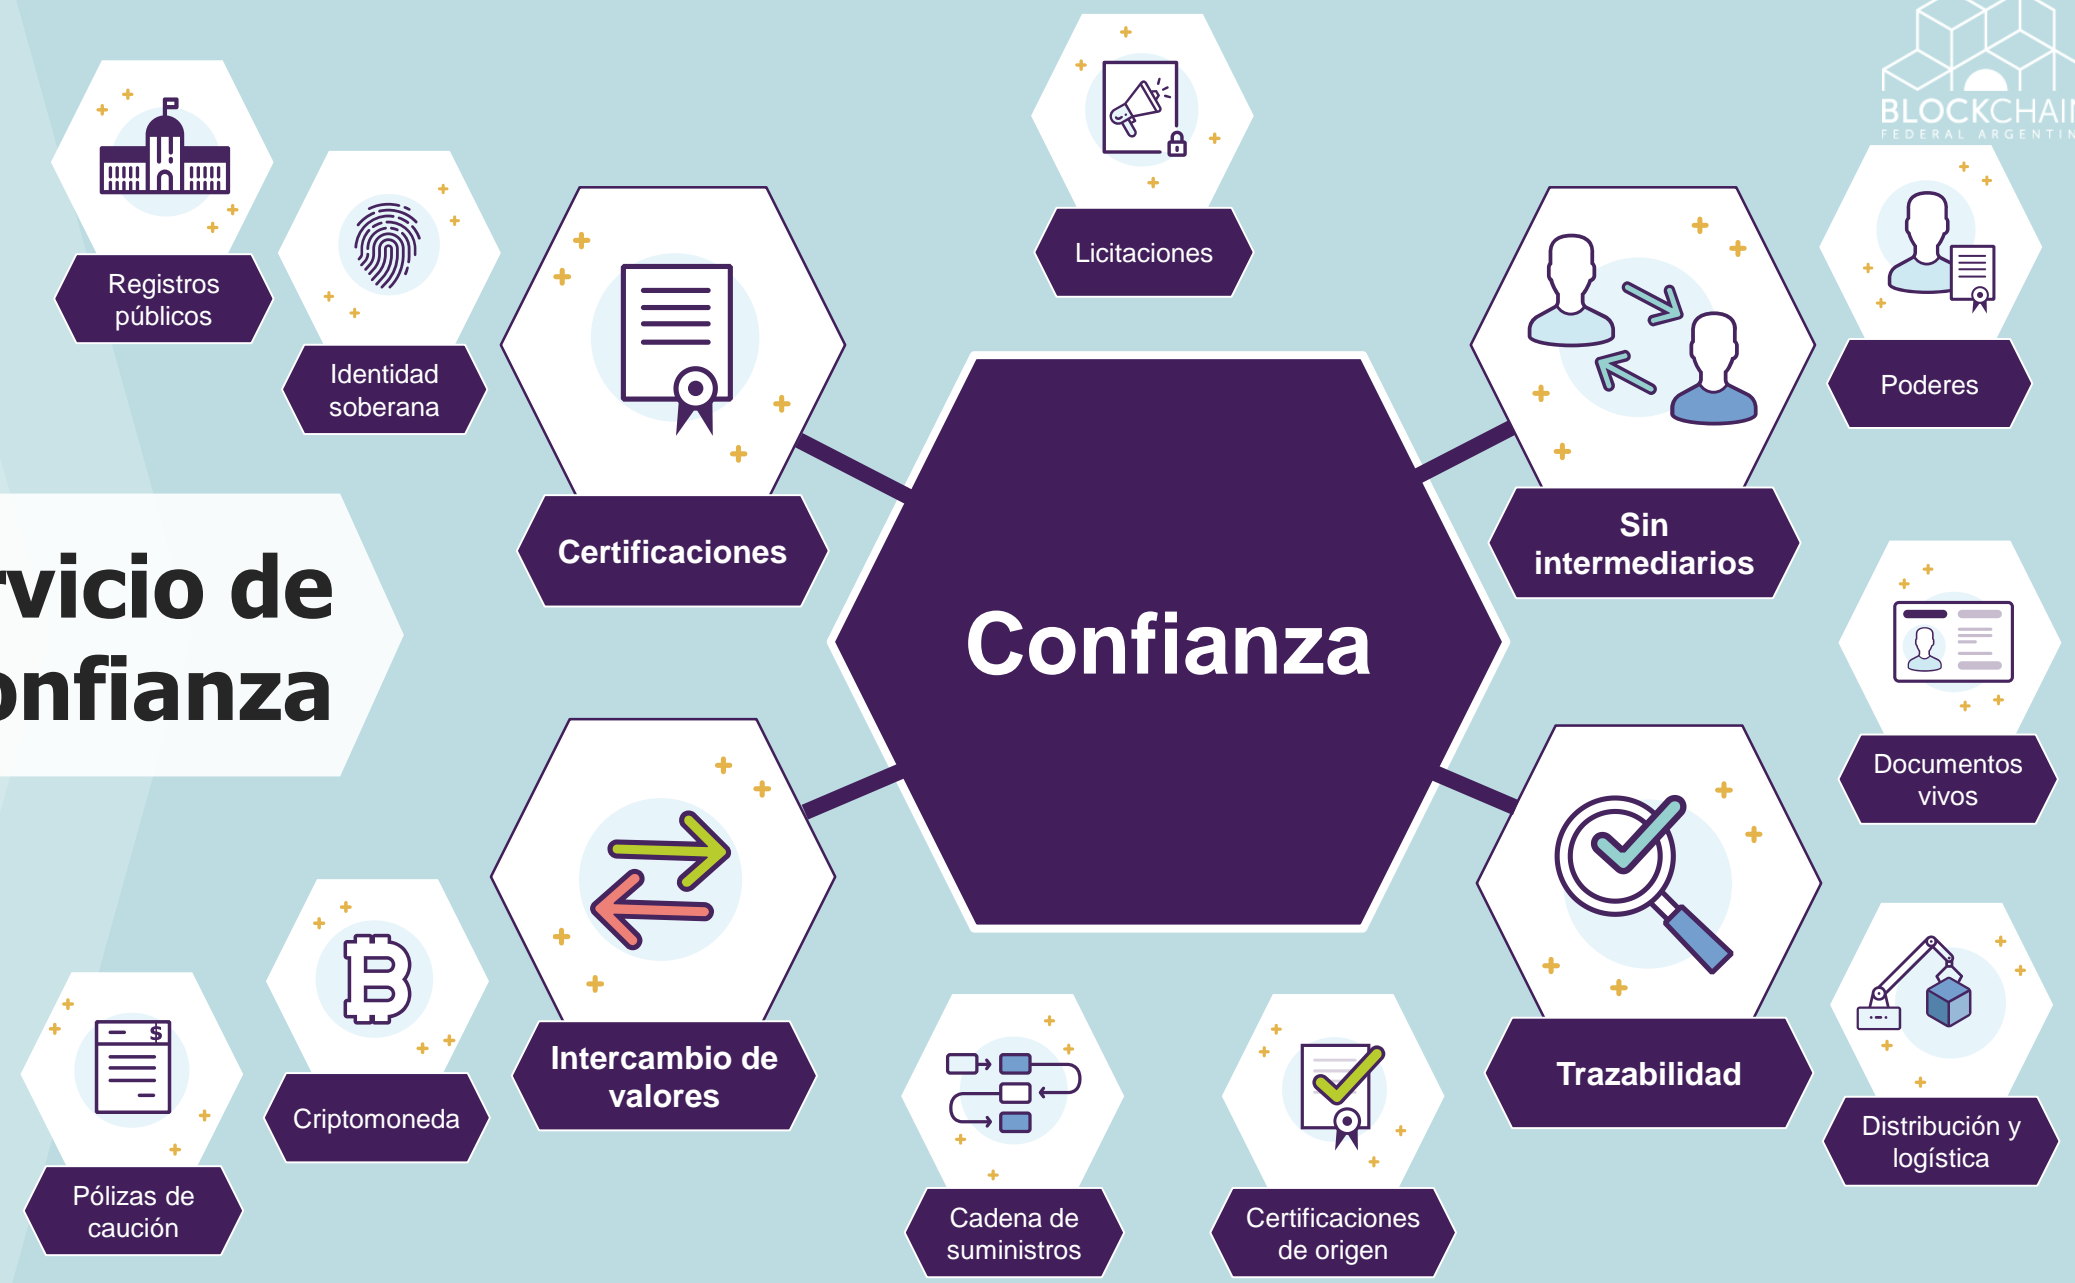 BLOCKCHAIN
FEDERAL ARGENTIN
Registros
públicos
Identidad
soberana
Certificaciones
Licitaciones
Sin
intermediarios
Poderes
rvicio de
onfianza
Confianza
Documentos
vivos
$
Pólizas de
caución
Criptomoneda
Intercambio de
valores
Cadena de
suministros
Certificaciones
de origen
Trazabilidad
Distribución y
logística